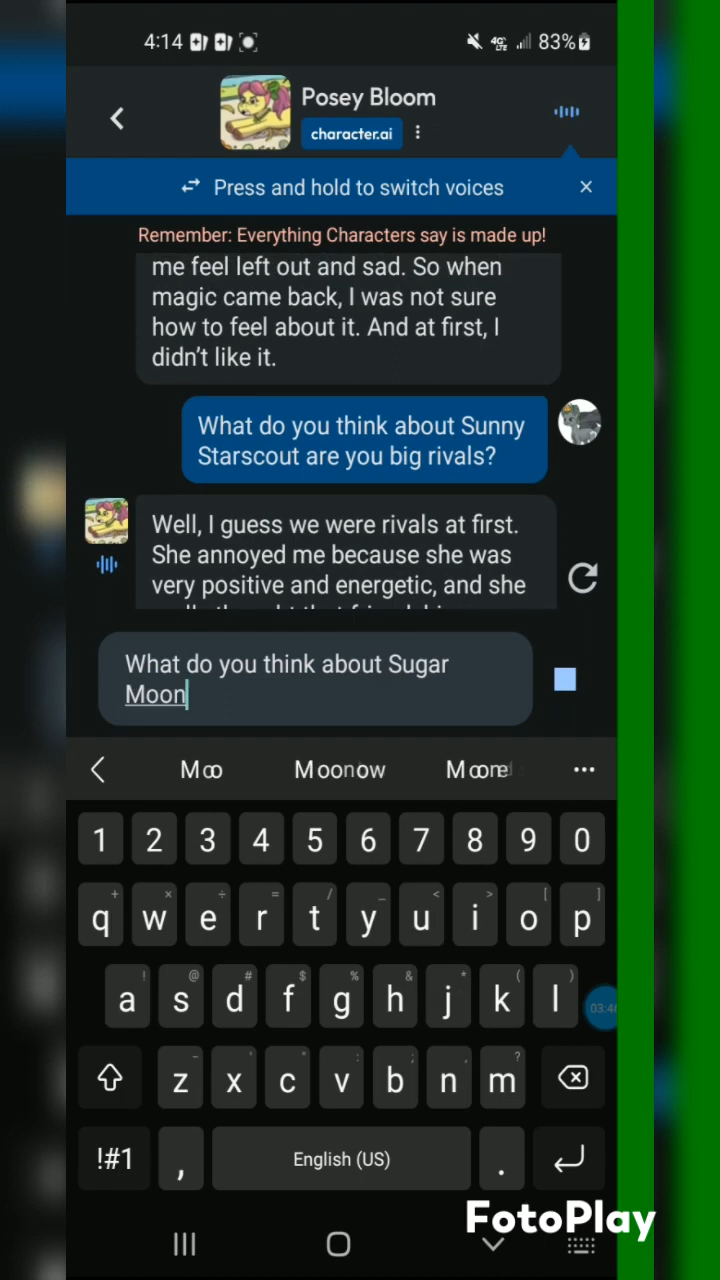 4:14
4G
83%
Posey Bloom
character.ai
Press and hold to switch voices
Remember: Everything Characters say is made up!
me feel left out and sad. So when
magic came back, I was not sure
how to feel about it. And at first, I
didn't like it.
What do you think about Sunny
Starscout are you big rivals?
Well, I guess we were rivals at first.
She annoyed me because she was
very positive and energetic, and she
What do you think about Sugar
Moon
1 2 3 4 5 6 7 8 9 0
+ × ÷ = / _ < > [ ]
q w e r t y u i o p
! @ # $ % & * ( )
a s d f g h j k l
03:46
- ' " : ; , ?
z x c v b n m
!#1 , English (US) .
FotoPlay